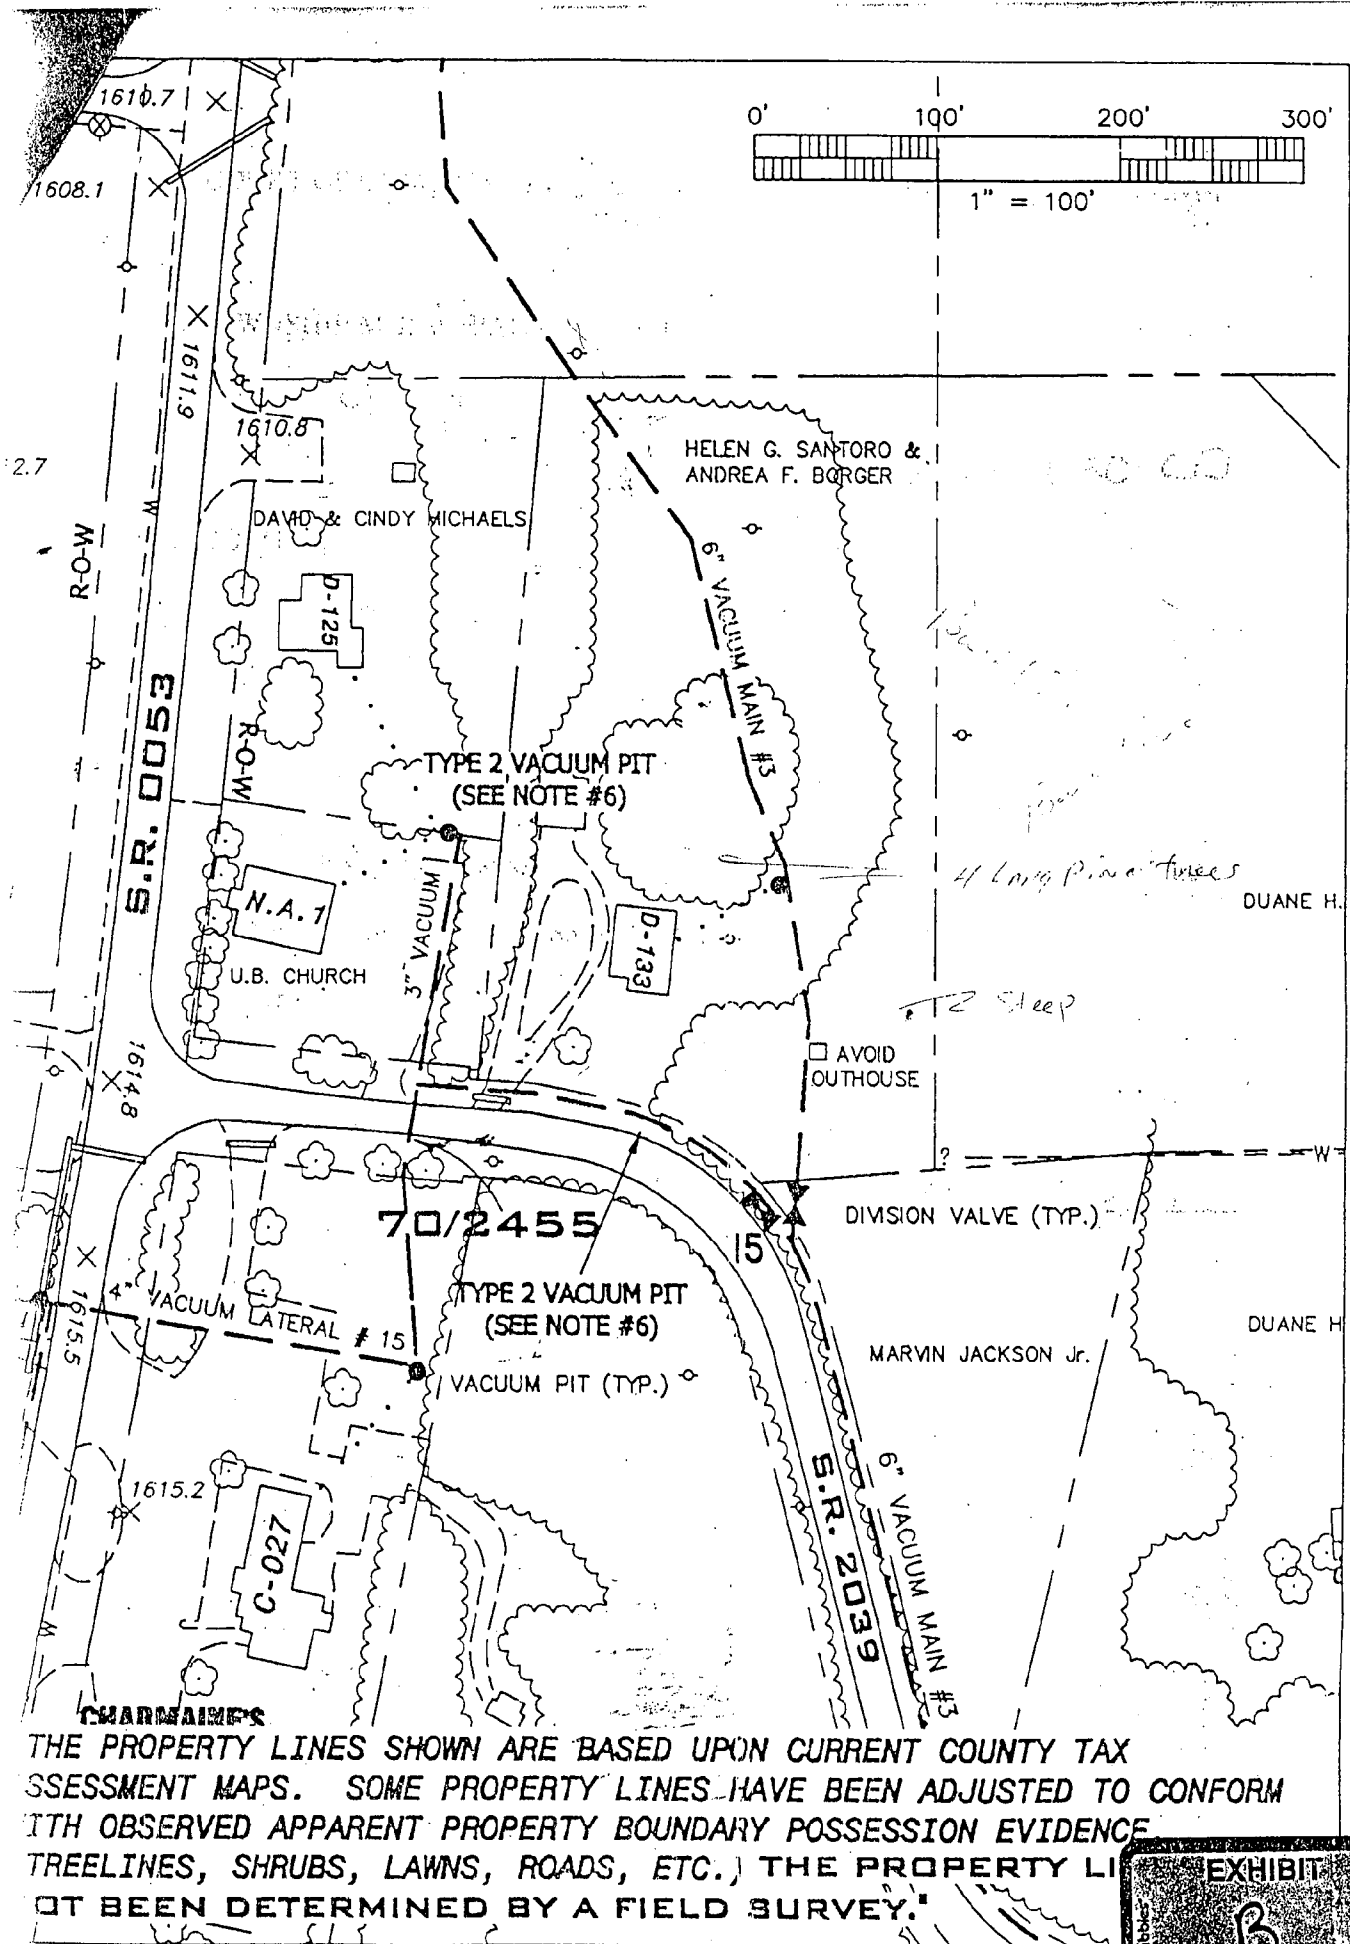 0' 100' 200' 300'
1" = 100'
1610.7
1608.1
1611.9
1610.8
2.7
HELEN G. SANTORO &
ANDREA F. BORGER
DAVID & CINDY MICHAELS
R-O-W
W
D-125
6" VACUUM MAIN #3
S.R. 0053
R-O-W
TYPE 2 VACUUM PIT
(SEE NOTE #6)
4 Long Pine Trees
DUANE H.
N.A.1
3" VACUUM
D-133
U.B. CHURCH
Steep
AVOID
OUTHOUSE
1614.8
?
W
70/2455
DIVISION VALVE (TYP.)
15
TYPE 2 VACUUM PIT
(SEE NOTE #6)
4" VACUUM LATERAL # 15
1615.5
DUANE H
MARVIN JACKSON Jr.
VACUUM PIT (TYP.)
6" VACUUM MAIN #3
S.R. 2039
1615.2
C-027
W
CHARMAINE'S
THE PROPERTY LINES SHOWN ARE BASED UPON CURRENT COUNTY TAX
SSESSMENT MAPS. SOME PROPERTY LINES HAVE BEEN ADJUSTED TO CONFORM
ITH OBSERVED APPARENT PROPERTY BOUNDARY POSSESSION EVIDENCE
TREELINES, SHRUBS, LAWNS, ROADS, ETC.) THE PROPERTY LI
OT BEEN DETERMINED BY A FIELD SURVEY."
EXHIBIT
B